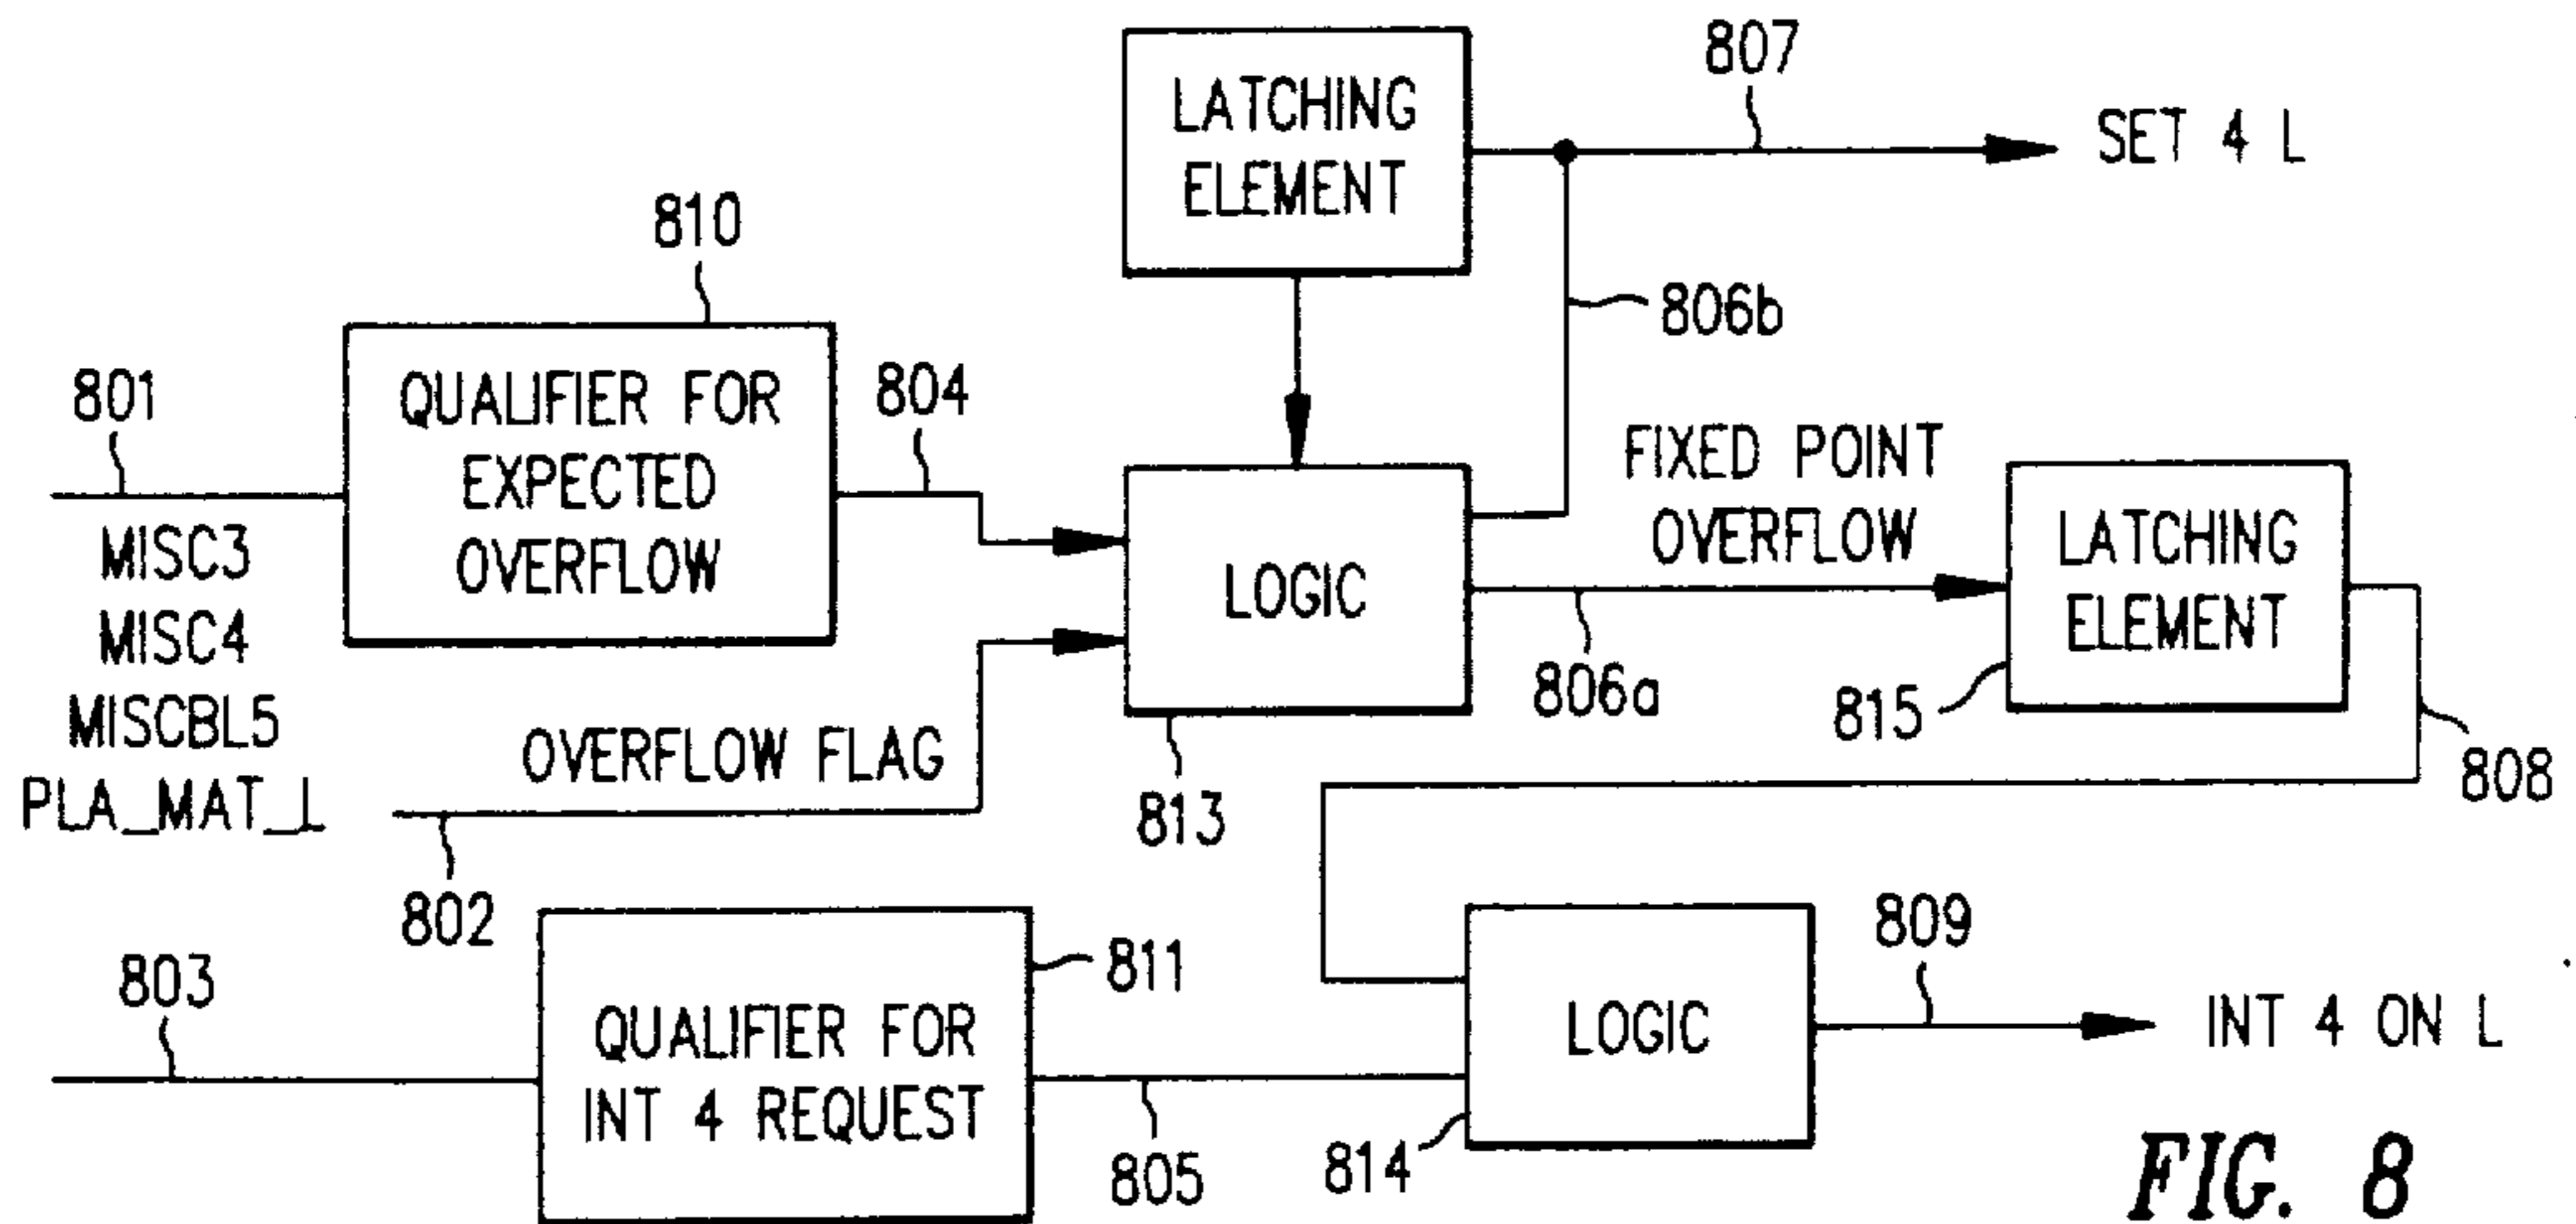 LATCHING
ELEMENT
807
SET 4 L
810
806b
801
QUALIFIER FOR
EXPECTED
OVERFLOW
804
MISC3
MISC4
MISCBL5
PLA_MAT_L
LOGIC
FIXED POINT
OVERFLOW
806a
LATCHING
ELEMENT
815
808
OVERFLOW FLAG
802
813
803
QUALIFIER FOR
INT 4 REQUEST
811
805
LOGIC
814
809
INT 4 ON L
FIG. 8